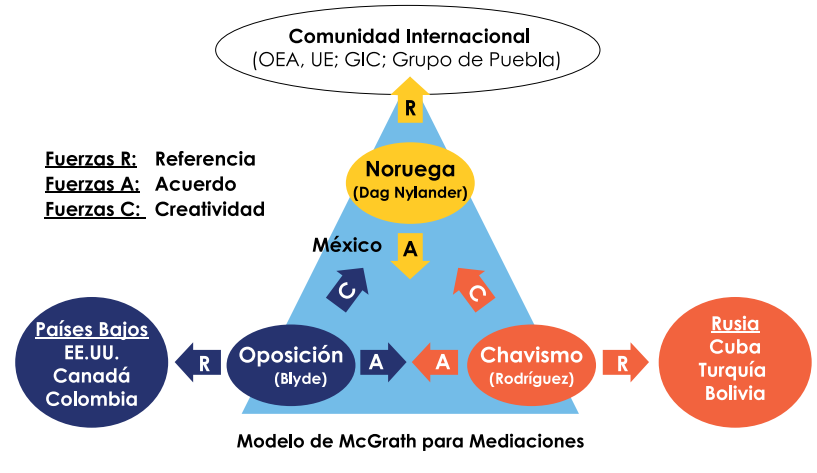 Comunidad Internacional
(OEA, UE; GIC; Grupo de Puebla)
R
Fuerzas R: Referencia
Fuerzas A: Acuerdo
Fuerzas C: Creatividad
Noruega
(Dag Nylander)
México
A
C
C
Países Bajos
EE.UU.
Canadá
Colombia
R
Oposición
(Blyde)
A
A
Chavismo
(Rodríguez)
R
Rusia
Cuba
Turquía
Bolivia
Modelo de McGrath para Mediaciones